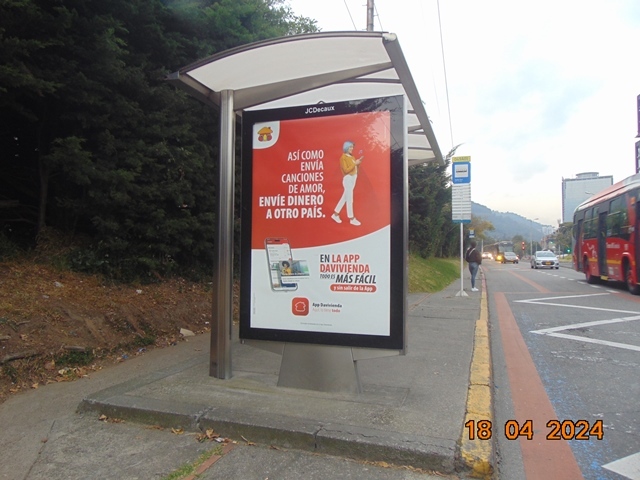 JCDecaux
ASÍ COMO
ENVÍA
CANCIONES
DE AMOR,
ENVÍE DINERO
A OTRO PAÍS.
EN LA APP
DAVIVIENDA
TODO ES MÁS FÁCIL
y sin salir de la App
App Davivienda
18 04 2024